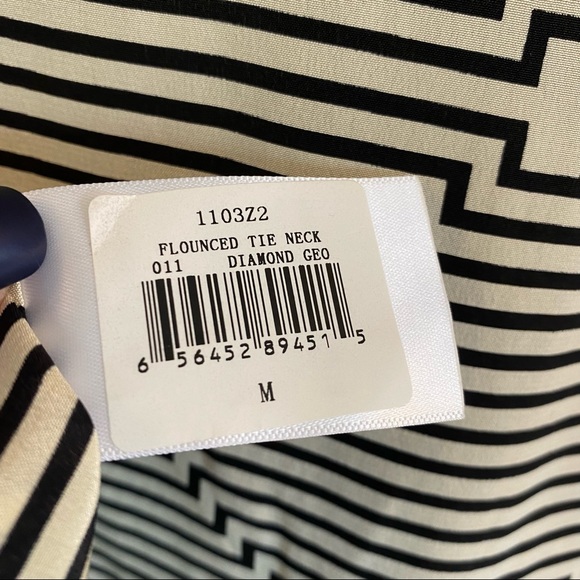 1103Z2
FLOUNCED TIE NECK
011 DIAMOND GEO
6 56452 89451 5
M